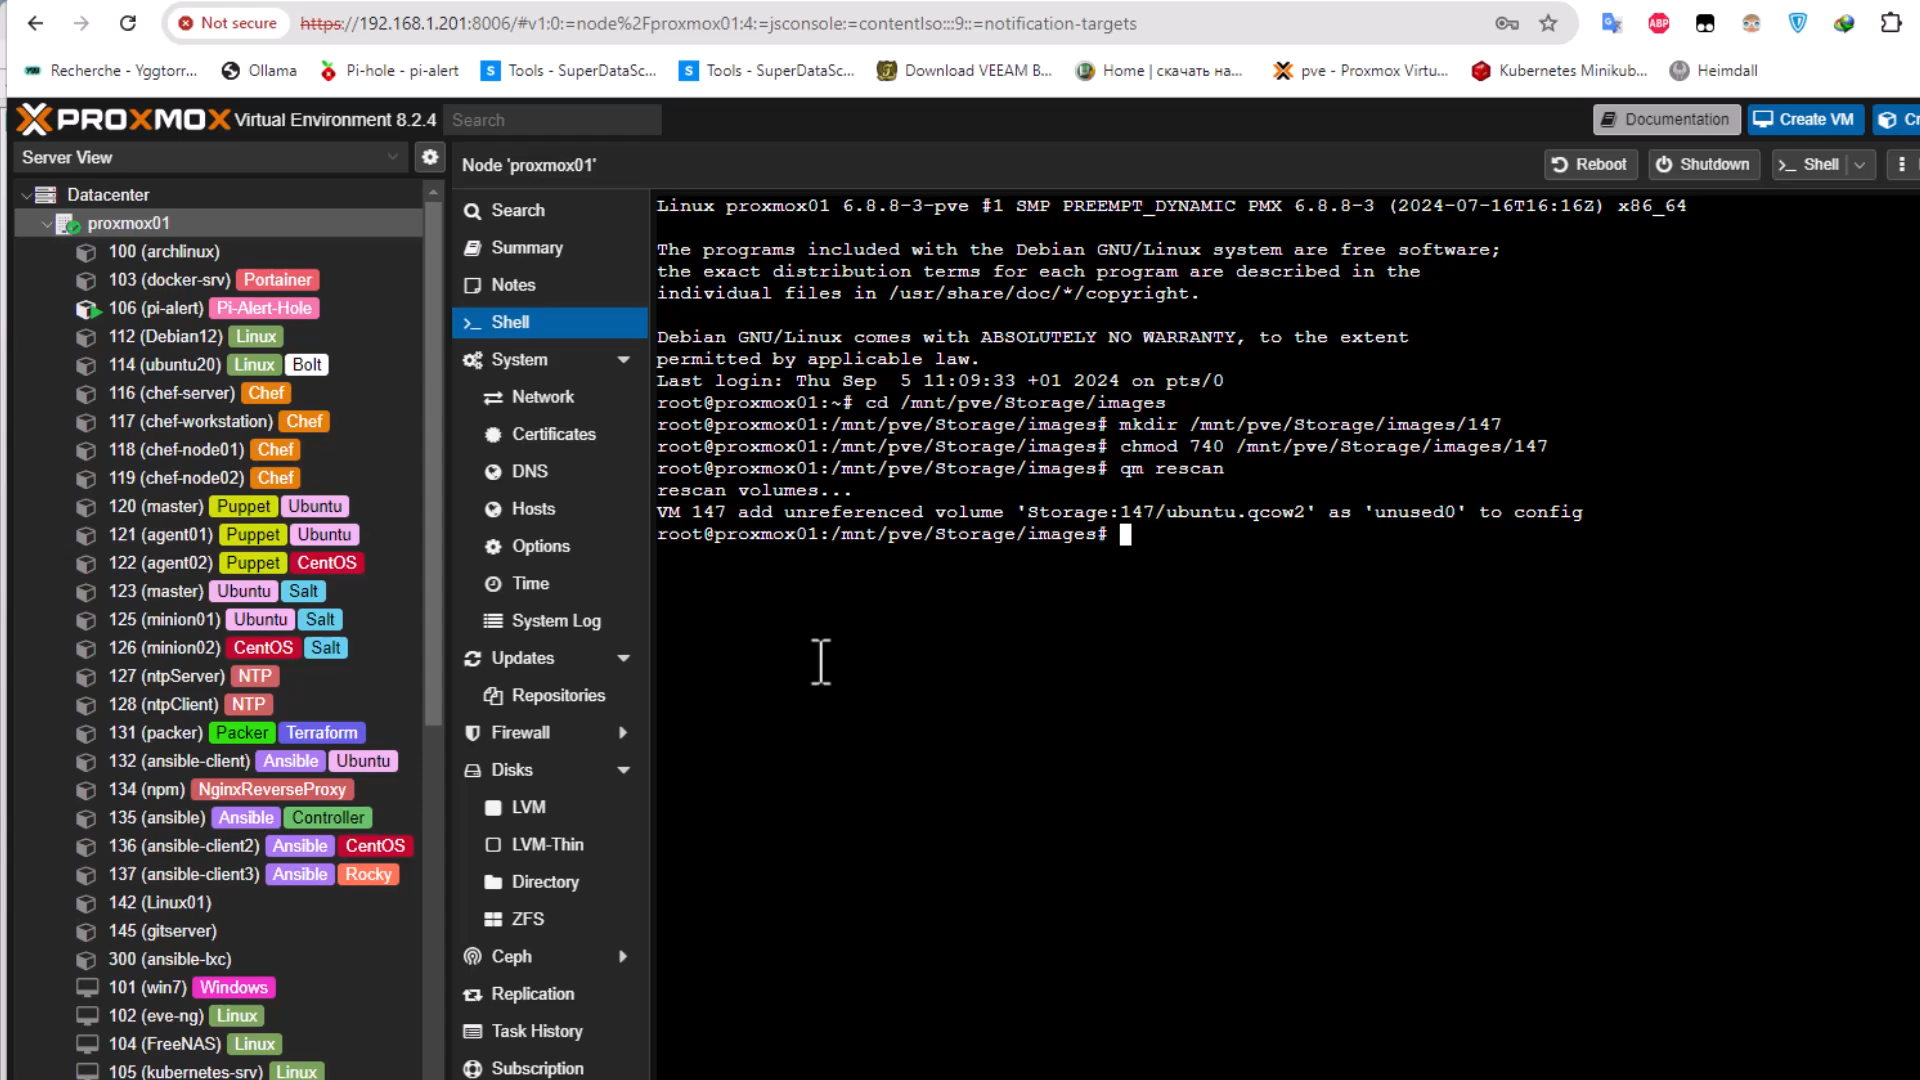 Not secure https://192.168.1.201:8006/#v1:0:=node%2Fproxmox01:4:=jsconsole:=contentIso:::9::=notification-targets
ABP
Recherche - Yggtorr... Ollama Pi-hole - pi-alert Tools - SuperDataSc... Tools - SuperDataSc... Download VEEAM B... Home | скачать на... pve - Proxmox Virtu... Kubernetes Minikub... Heimdall
PROXMOX Virtual Environment 8.2.4 Search Documentation Create VM
Server View
Node 'proxmox01' Reboot Shutdown >_ Shell
Datacenter
proxmox01
100 (archlinux)
103 (docker-srv) Portainer
106 (pi-alert) Pi-Alert-Hole
112 (Debian12) Linux
114 (ubuntu20) Linux Bolt
116 (chef-server) Chef
117 (chef-workstation) Chef
118 (chef-node01) Chef
119 (chef-node02) Chef
120 (master) Puppet Ubuntu
121 (agent01) Puppet Ubuntu
122 (agent02) Puppet CentOS
123 (master) Ubuntu Salt
125 (minion01) Ubuntu Salt
126 (minion02) CentOS Salt
127 (ntpServer) NTP
128 (ntpClient) NTP
131 (packer) Packer Terraform
132 (ansible-client) Ansible Ubuntu
134 (npm) NginxReverseProxy
135 (ansible) Ansible Controller
136 (ansible-client2) Ansible CentOS
137 (ansible-client3) Ansible Rocky
142 (Linux01)
145 (gitserver)
300 (ansible-lxc)
101 (win7) Windows
102 (eve-ng) Linux
104 (FreeNAS) Linux
105 (kubernetes-srv) Linux
Search
Summary
Notes
>_ Shell
System
Network
Certificates
DNS
Hosts
Options
Time
System Log
Updates
Repositories
Firewall
Disks
LVM
LVM-Thin
Directory
ZFS
Ceph
Replication
Task History
Subscription
Linux proxmox01 6.8.8-3-pve #1 SMP PREEMPT_DYNAMIC PMX 6.8.8-3 (2024-07-16T16:16Z) x86_64
The programs included with the Debian GNU/Linux system are free software;
the exact distribution terms for each program are described in the
individual files in /usr/share/doc/*/copyright.
Debian GNU/Linux comes with ABSOLUTELY NO WARRANTY, to the extent
permitted by applicable law.
Last login: Thu Sep  5 11:09:33 +01 2024 on pts/0
root@proxmox01:~# cd /mnt/pve/Storage/images
root@proxmox01:/mnt/pve/Storage/images# mkdir /mnt/pve/Storage/images/147
root@proxmox01:/mnt/pve/Storage/images# chmod 740 /mnt/pve/Storage/images/147
root@proxmox01:/mnt/pve/Storage/images# qm rescan
rescan volumes...
VM 147 add unreferenced volume 'Storage:147/ubuntu.qcow2' as 'unused0' to config
root@proxmox01:/mnt/pve/Storage/images#